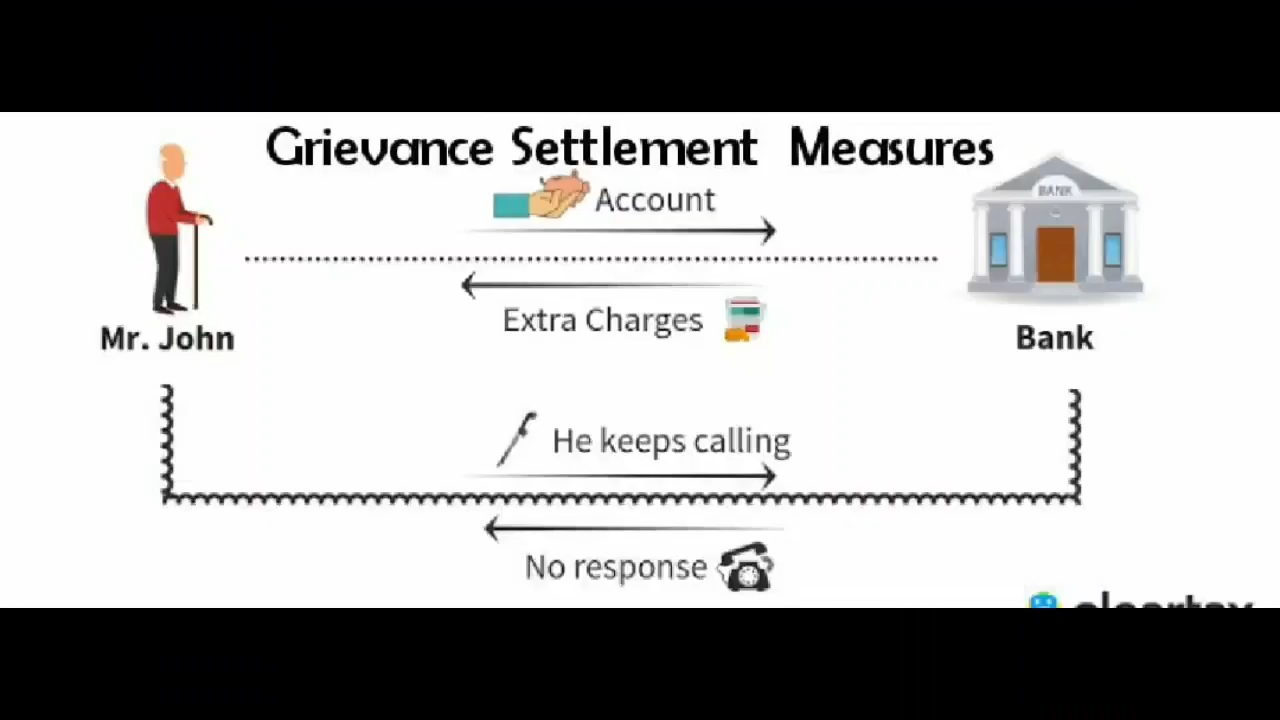 Grievance Settlement Measures
BANK
Account
Extra Charges
Mr. John
Bank
He keeps calling
No response